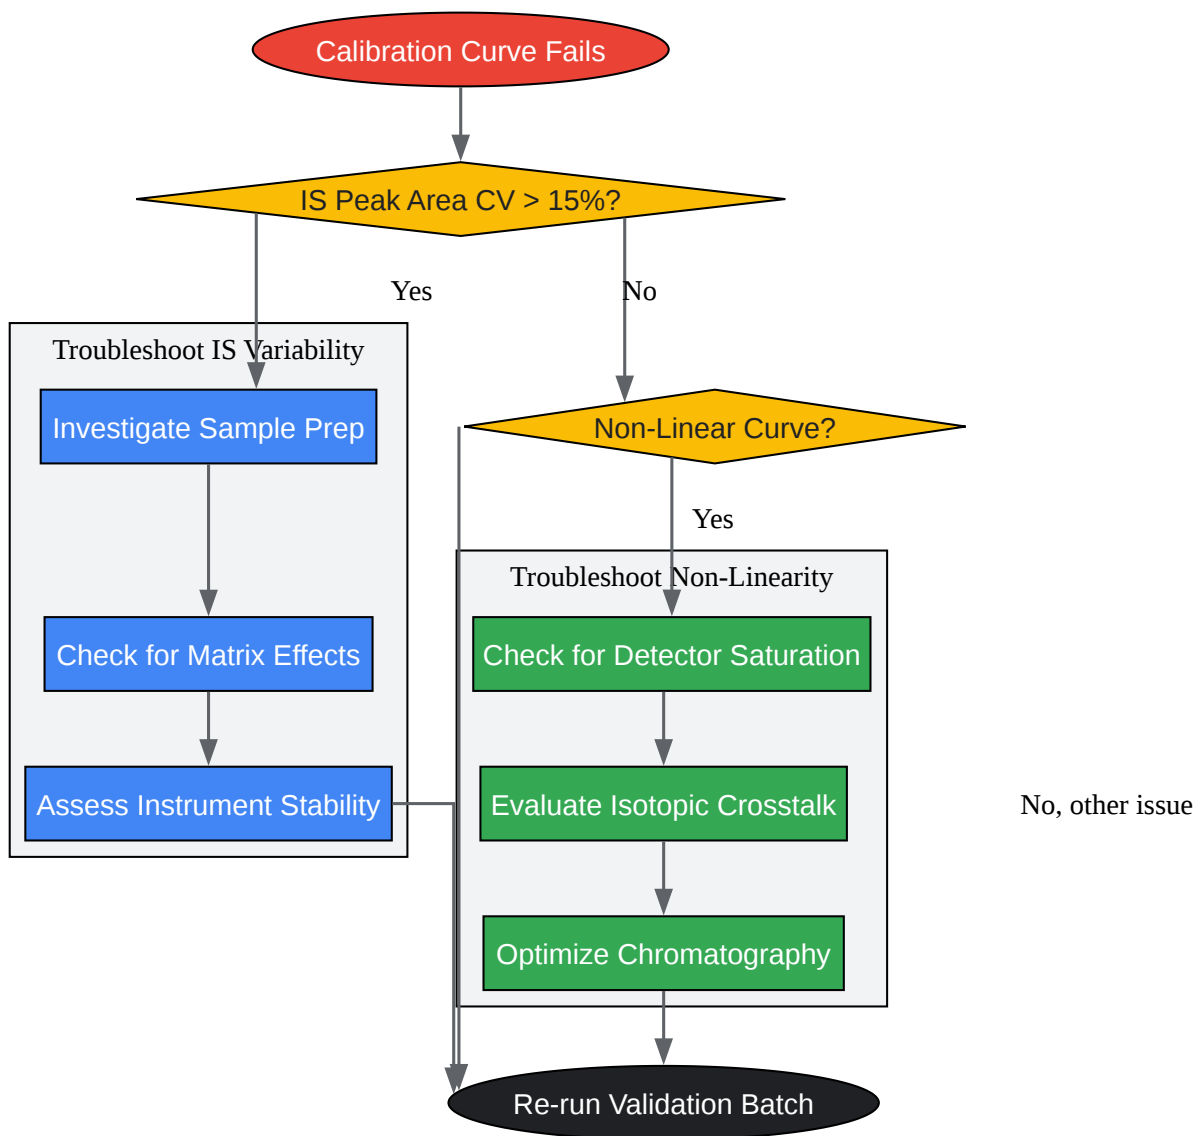 Calibration Curve Fails
IS Peak Area CV > 15%?
Yes
No
Troubleshoot IS Variability
Investigate Sample Prep
Non-Linear Curve?
Yes
Troubleshoot Non-Linearity
Check for Matrix Effects
Check for Detector Saturation
Assess Instrument Stability
Evaluate Isotopic Crosstalk
No, other issue
Optimize Chromatography
Re-run Validation Batch